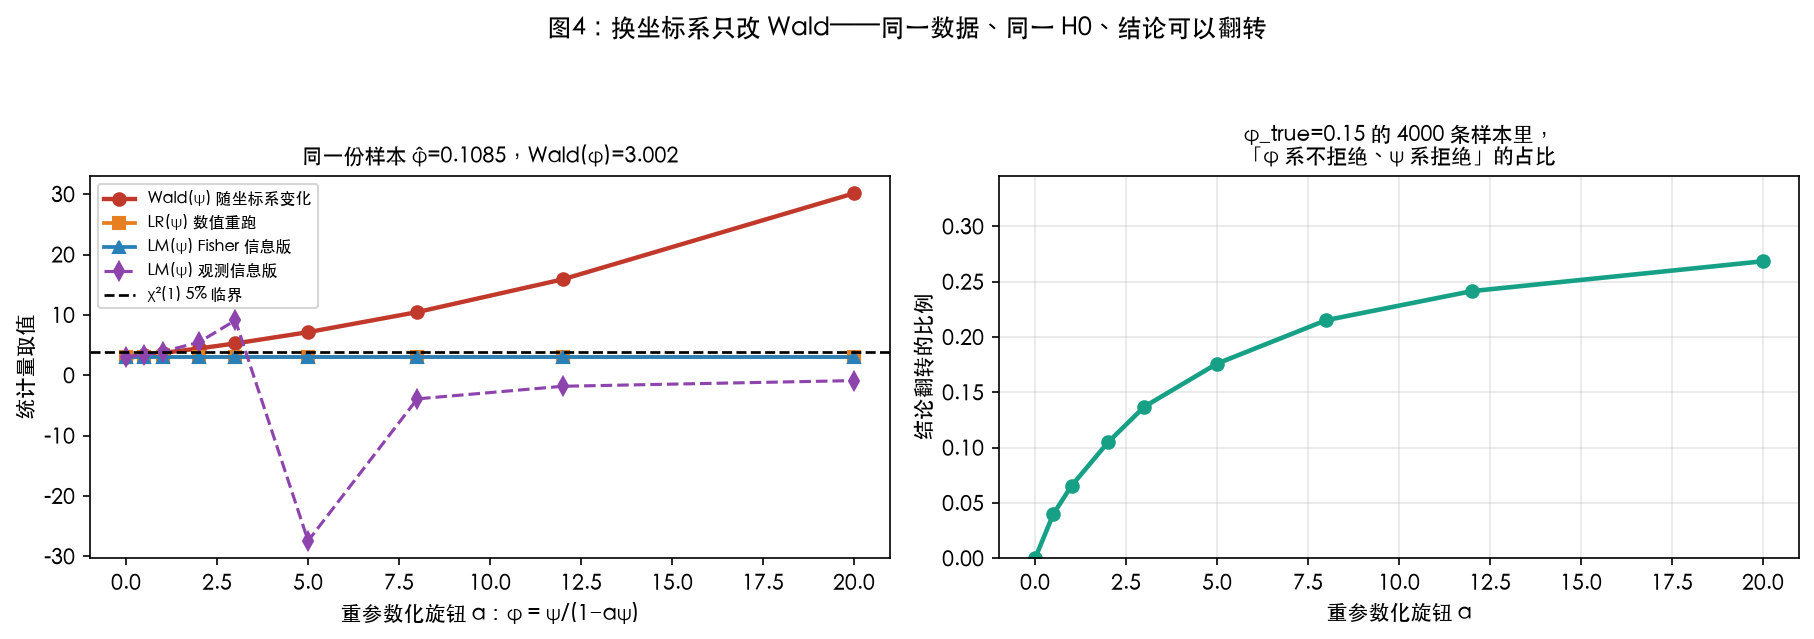 图4：换坐标系只改 Wald——同一数据、同一 H0、结论可以翻转
同一份样本 φ̂=0.1085，Wald(φ)=3.002
30
20
10
0
-10
-20
-30
统计量取值
Wald(ψ) 随坐标系变化
LR(ψ) 数值重跑
LM(ψ) Fisher 信息版
LM(ψ) 观测信息版
χ²(1) 5% 临界
0.0 2.5 5.0 7.5 10.0 12.5 15.0 17.5 20.0
重参数化旋钮 a：φ = ψ/(1−aψ)
φ_true=0.15 的 4000 条样本里，
「φ 系不拒绝、ψ 系拒绝」的占比
0.30
0.25
0.20
0.15
0.10
0.05
0.00
结论翻转的比例
0.0 2.5 5.0 7.5 10.0 12.5 15.0 17.5 20.0
重参数化旋钮 a